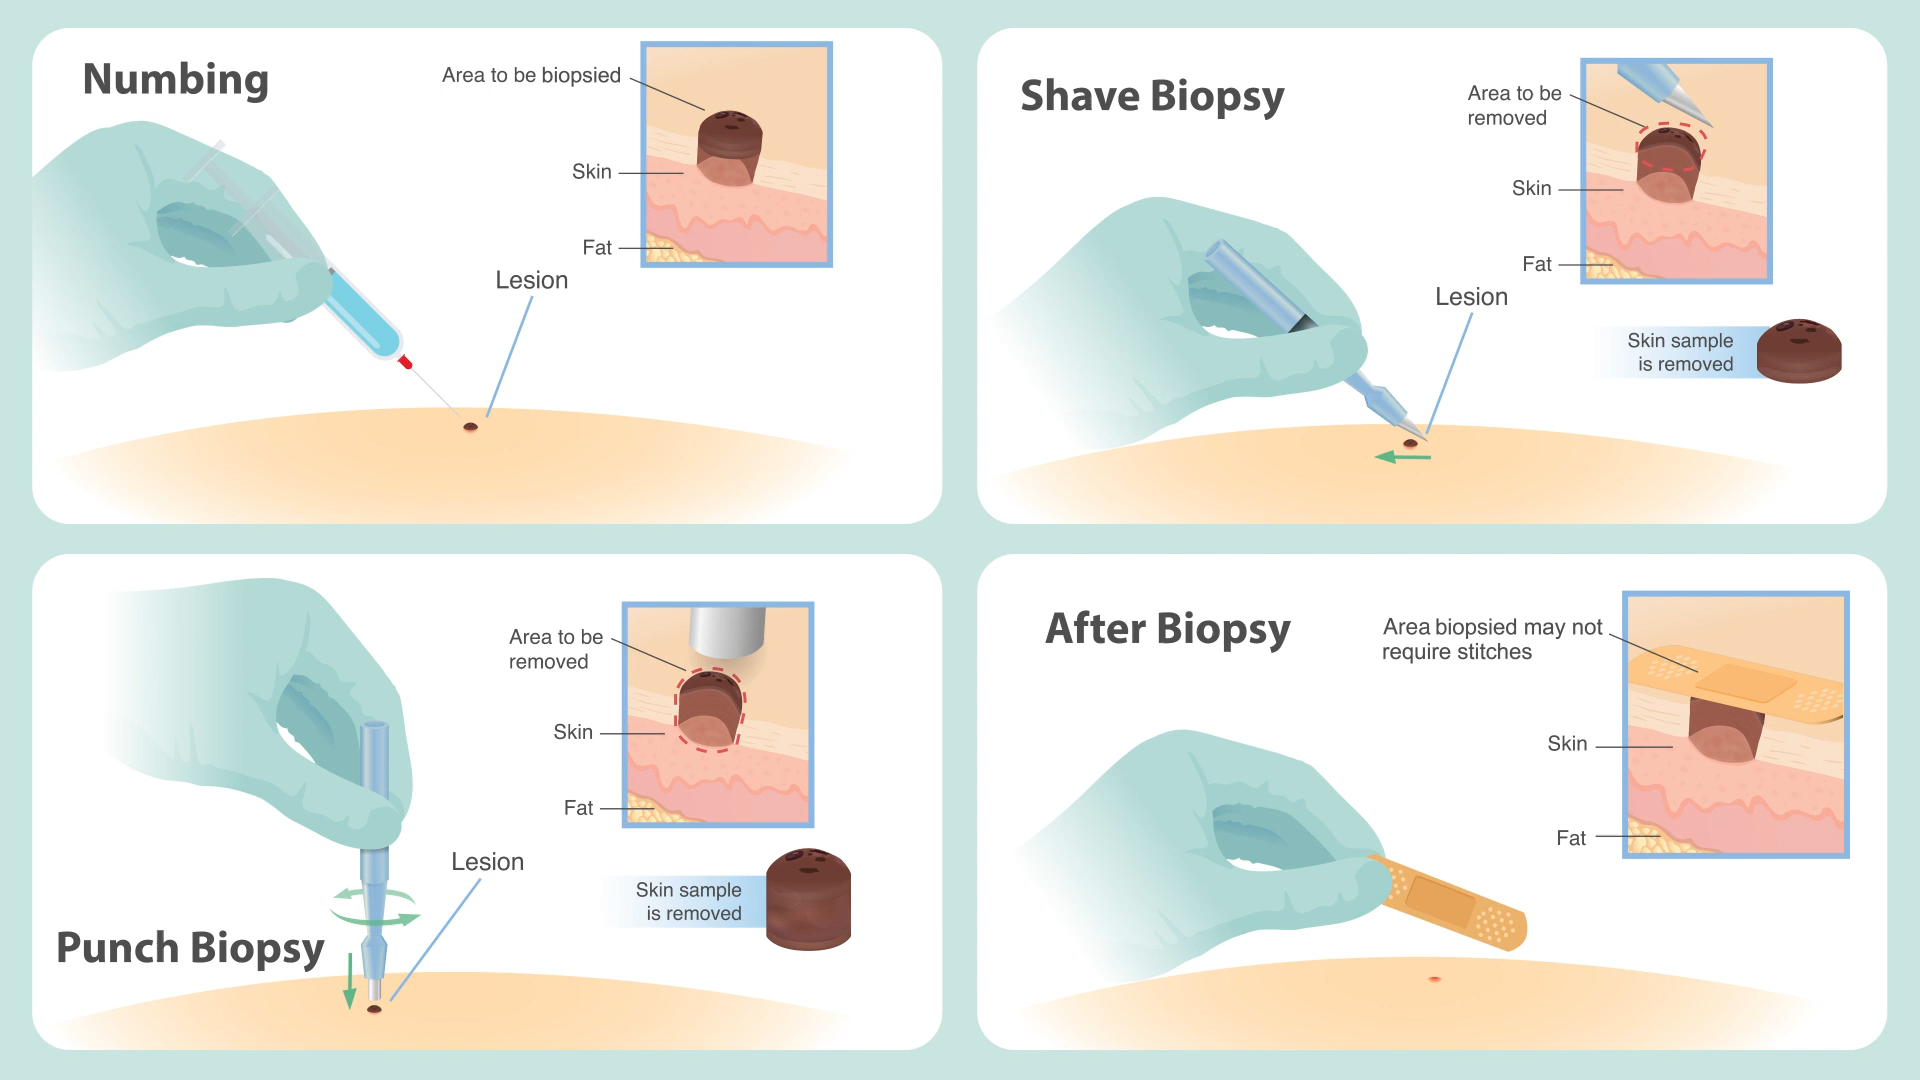 Numbing
Area to be biopsied
Skin
Fat
Lesion
Shave Biopsy
Area to be
removed
Skin
Fat
Lesion
Skin sample
is removed
Punch Biopsy
Area to be
removed
Skin
Fat
Lesion
Skin sample
is removed
After Biopsy
Area biopsied may not
require stitches
Skin
Fat